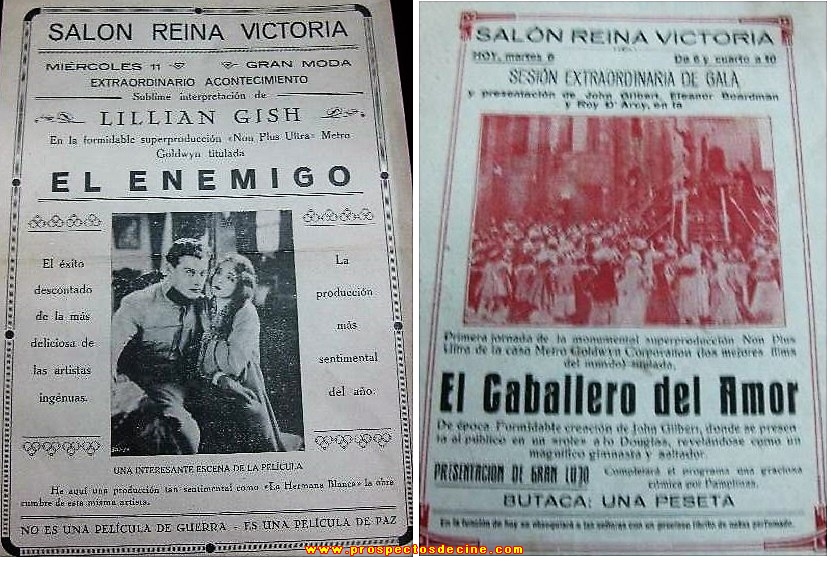 SALON REINA VICTORIA
MIÉRCOLES 11
GRAN MODA
EXTRAORDINARIO ACONTECIMIENTO
Sublime interpretación de
LILLIAN GISH
En la formidable superproducción «Non Plus Ultra» Metro
Goldwyn titulada
EL ENEMIGO
El éxito
descontado
de la más
deliciosa de
las artistas
ingénuas.
La
producción
más
sentimental
del año.
UNA INTERESANTE ESCENA DE LA PELÍCULA
He aquí una producción tan sentimental como «La Hermana Blanca» la obra
cumbre de esta misma artista.
NO ES UNA PELÍCULA DE GUERRA - ES UNA PELÍCULA DE PAZ
SALÓN REINA VICTORIA
HOY, martes 6
De 6 y cuarto a 10
SESIÓN EXTRAORDINARIA DE GALA
y presentación de John Gilbert, Eleanor Boardman
y Roy D'Arcy, en la
Primera jornada de la monumental superproducción Non Plus
Ultra de la casa Metro Goldwyn Corporation (los mejores films
del mundo) titulado,
El Caballero del Amor
De época. Formidable creación de John Gilbert, donde se presen-
ta al público en un «role» a lo Douglas, revelándose como un
magnífico gimnasta y saltador.
PRESENTACION DE GRAN LUJO
Completará el programa una graciosa
cómica por Pamplinas.
BUTACA: UNA PESETA
En la función de hoy se obsequiará a las señoras con un precioso librito de notas perfumado.
www.prospectosdecine.com